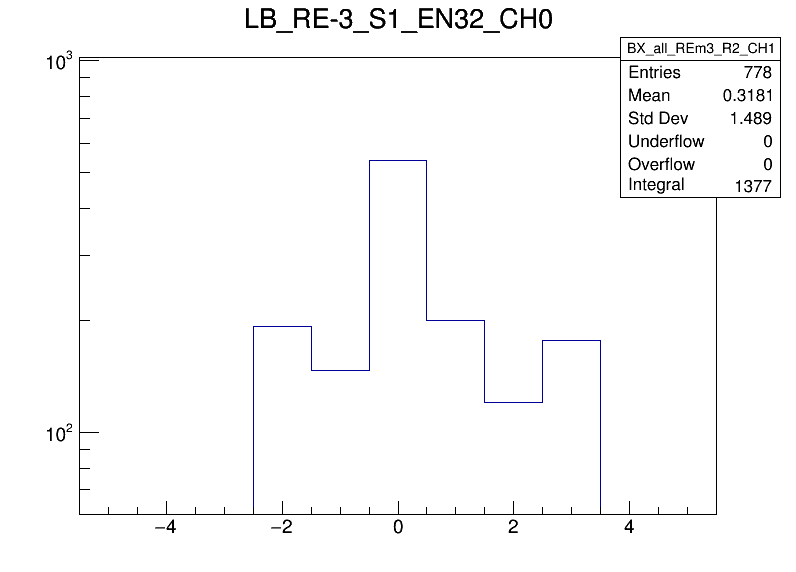 LB_RE-3_S1_EN32_CH0
BX_all_REm3_R2_CH1
Entries 778
Mean 0.3181
Std Dev 1.489
Underflow 0
Overflow 0
Integral 1377
10³
10²
−4 −2 0 2 4